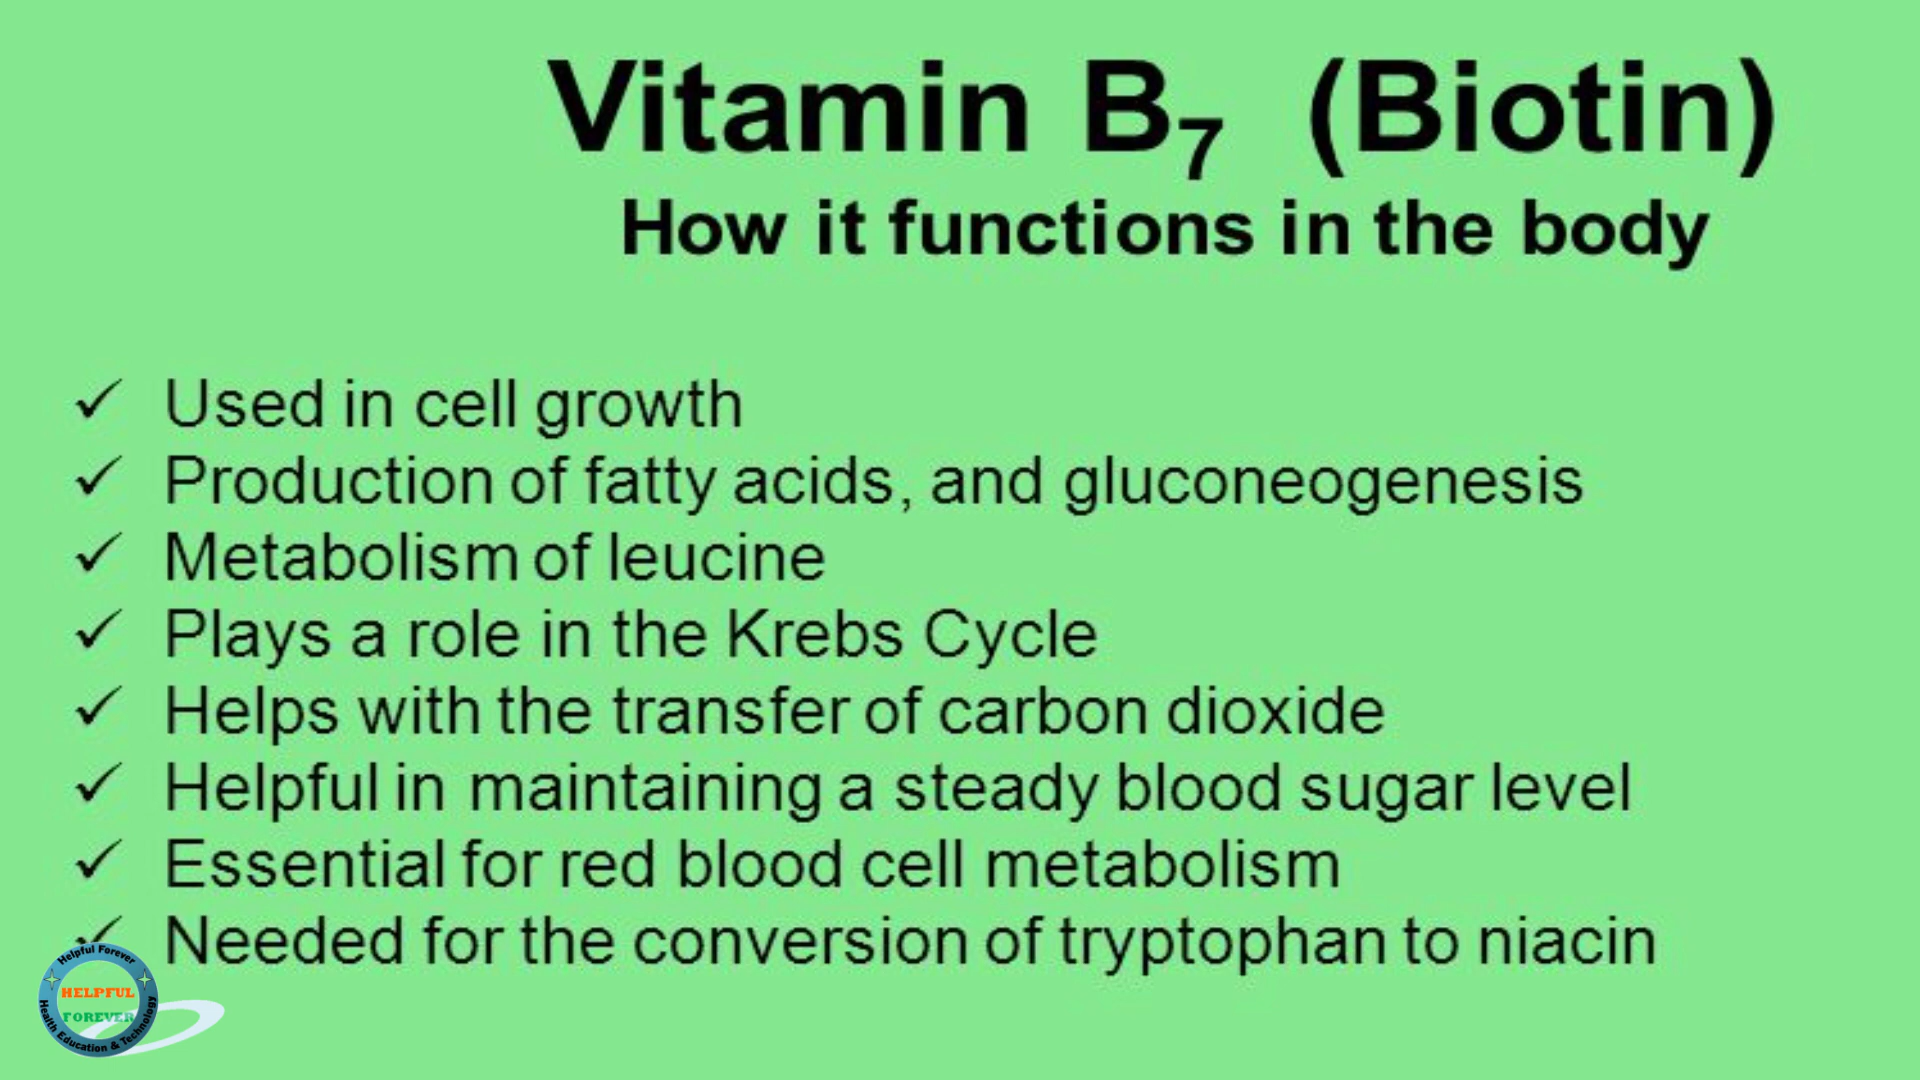 Vitamin B₇ (Biotin)
How it functions in the body
✓ Used in cell growth
✓ Production of fatty acids, and gluconeogenesis
✓ Metabolism of leucine
✓ Plays a role in the Krebs Cycle
✓ Helps with the transfer of carbon dioxide
✓ Helpful in maintaining a steady blood sugar level
✓ Essential for red blood cell metabolism
✓ Needed for the conversion of tryptophan to niacin
Helpful Forever
HELPFUL
FOREVER
Health Education & Technology